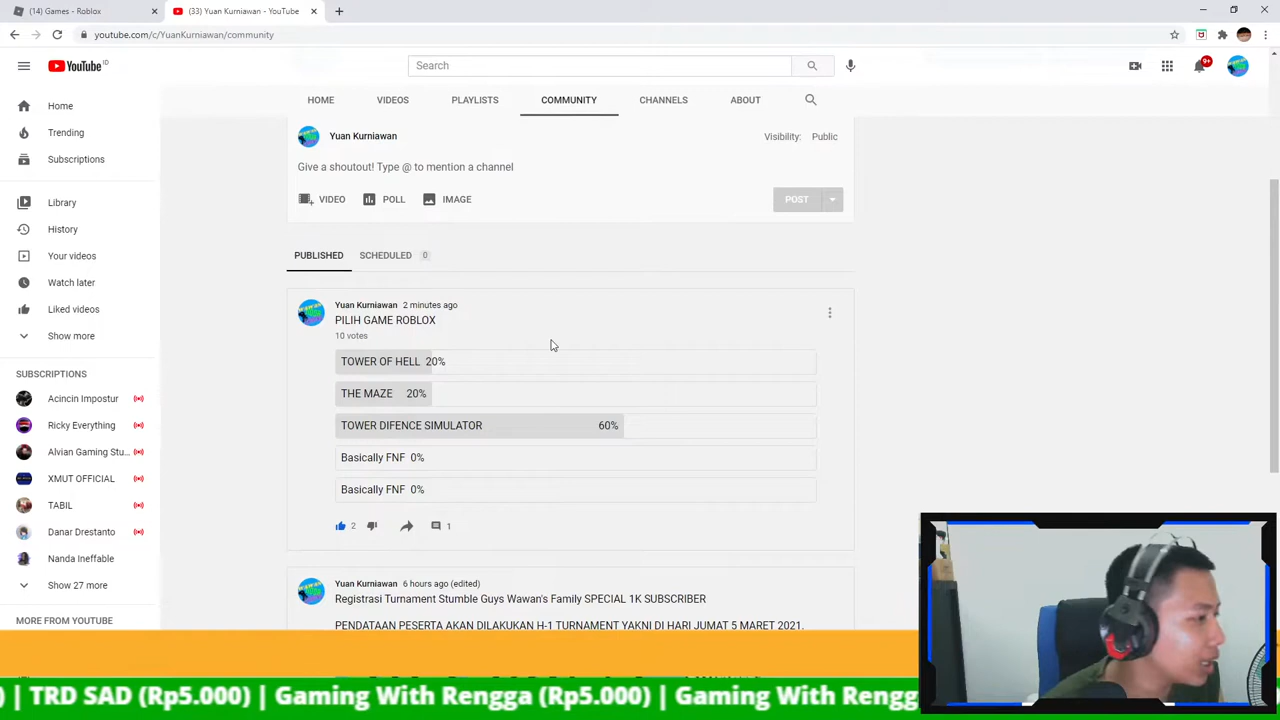 (14) Games - Roblox
(33) Yuan Kurniawan - YouTube
youtube.com/c/YuanKurniawan/community
YouTube ID
Search
9+
HOME VIDEOS PLAYLISTS COMMUNITY CHANNELS ABOUT
Home
Trending
Subscriptions
Library
History
Your videos
Watch later
Liked videos
Show more
SUBSCRIPTIONS
Acincin Impostur
Ricky Everything
Alvian Gaming Stu...
XMUT OFFICIAL
TABIL
Danar Drestanto
Nanda Ineffable
Show 27 more
MORE FROM YOUTUBE
Yuan Kurniawan
Visibility: Public
Give a shoutout! Type @ to mention a channel
VIDEO POLL IMAGE
POST
PUBLISHED SCHEDULED 0
Yuan Kurniawan 2 minutes ago
PILIH GAME ROBLOX
10 votes
TOWER OF HELL 20%
THE MAZE 20%
TOWER DIFENCE SIMULATOR 60%
Basically FNF 0%
Basically FNF 0%
2 1
Yuan Kurniawan 6 hours ago (edited)
Registrasi Turnament Stumble Guys Wawan's Family SPECIAL 1K SUBSCRIBER
PENDATAAN PESERTA AKAN DILAKUKAN H-1 TURNAMENT YAKNI DI HARI JUMAT 5 MARET 2021.
) | TRD SAD (Rp5.000) | Gaming With Rengga (Rp5.000) | Gaming With Rengg